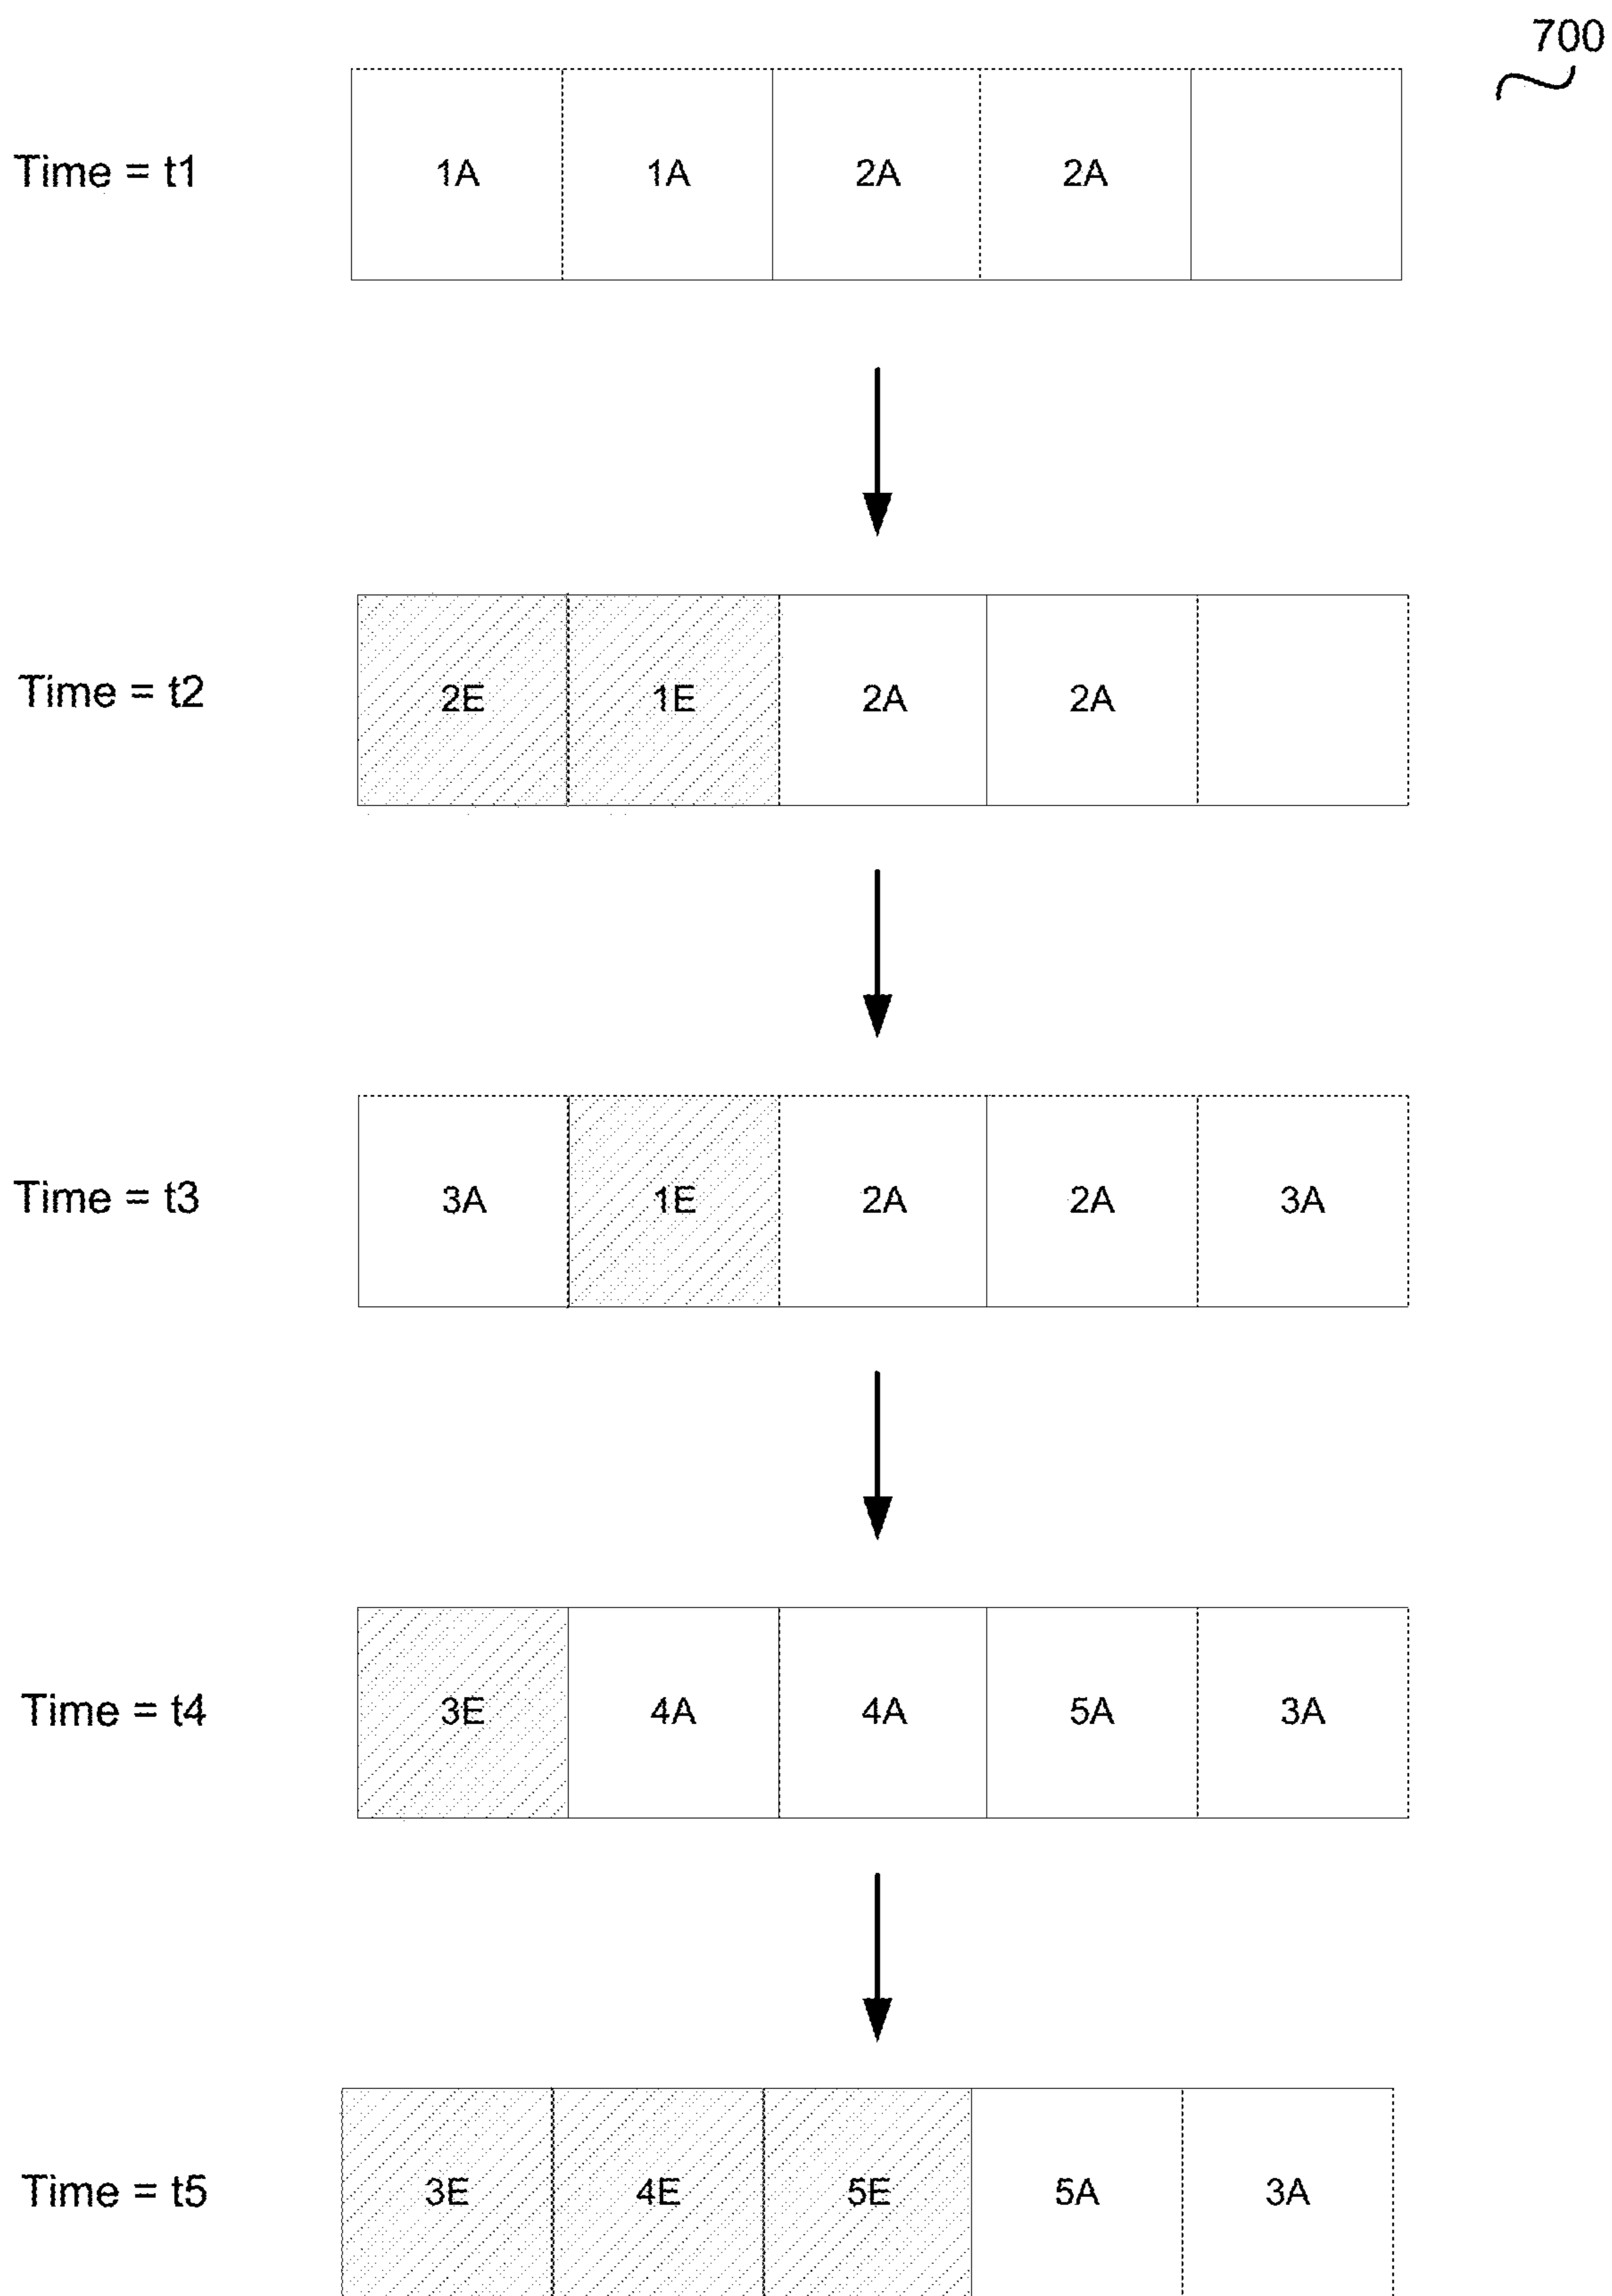 700
Time = t1 1A 1A 2A 2A
Time = t2 2E 1E 2A 2A
Time = t3 3A 1E 2A 2A 3A
Time = t4 3E 4A 4A 5A 3A
Time = t5 3E 4E 5E 5A 3A